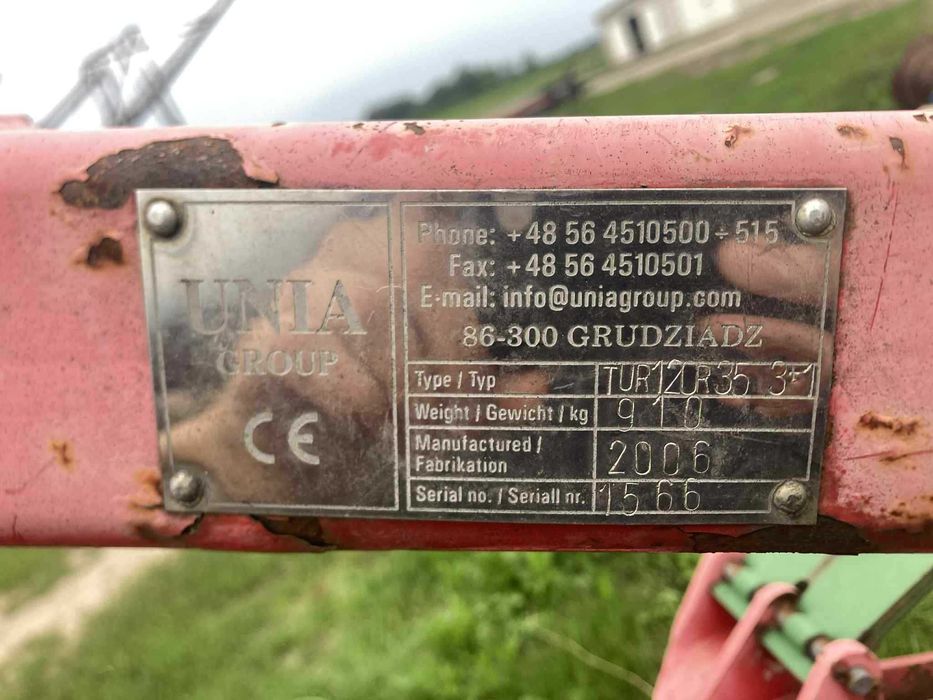 UNIA
GROUP
CE
Phone: +48 56 4510500÷515
Fax: +48 56 4510501
E-mail: info@uniagroup.com
86-300 GRUDZIADZ
Type / Typ TUR120R35 3+1
Weight / Gewicht / kg 910
Manufactured / Fabrikation 2006
Serial no. / Seriall nr. 1566